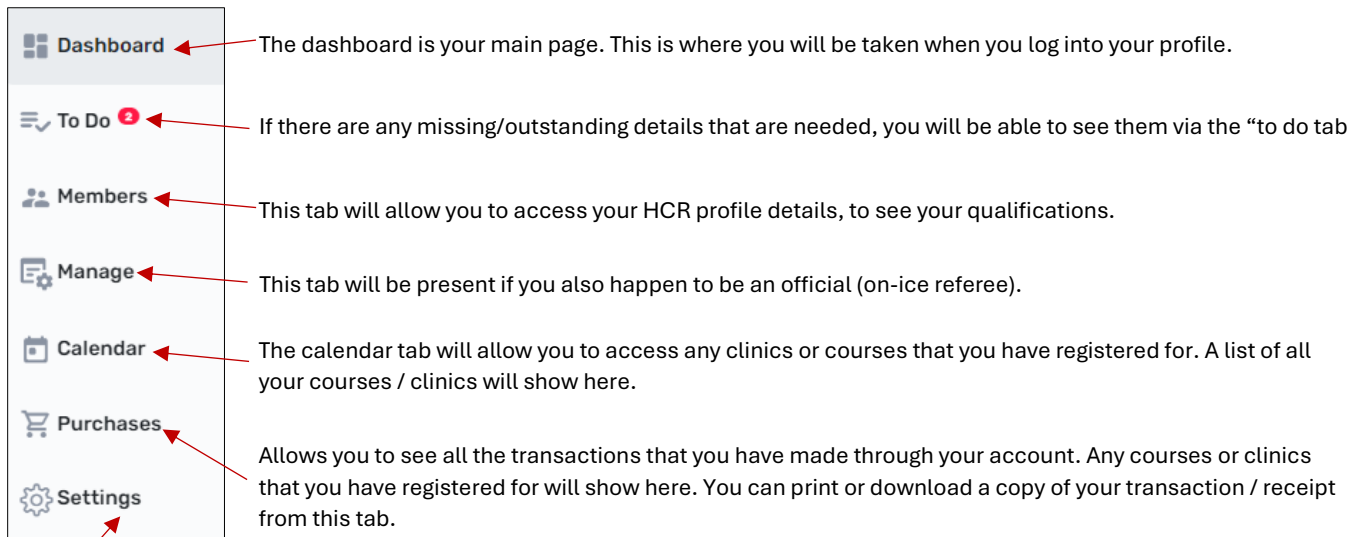 Dashboard
The dashboard is your main page. This is where you will be taken when you log into your profile.
To Do 2
If there are any missing/outstanding details that are needed, you will be able to see them via the “to do tab
Members
This tab will allow you to access your HCR profile details, to see your qualifications.
Manage
This tab will be present if you also happen to be an official (on-ice referee).
Calendar
The calendar tab will allow you to access any clinics or courses that you have registered for. A list of all
your courses / clinics will show here.
Purchases
Allows you to see all the transactions that you have made through your account. Any courses or clinics
that you have registered for will show here. You can print or download a copy of your transaction / receipt
from this tab.
Settings